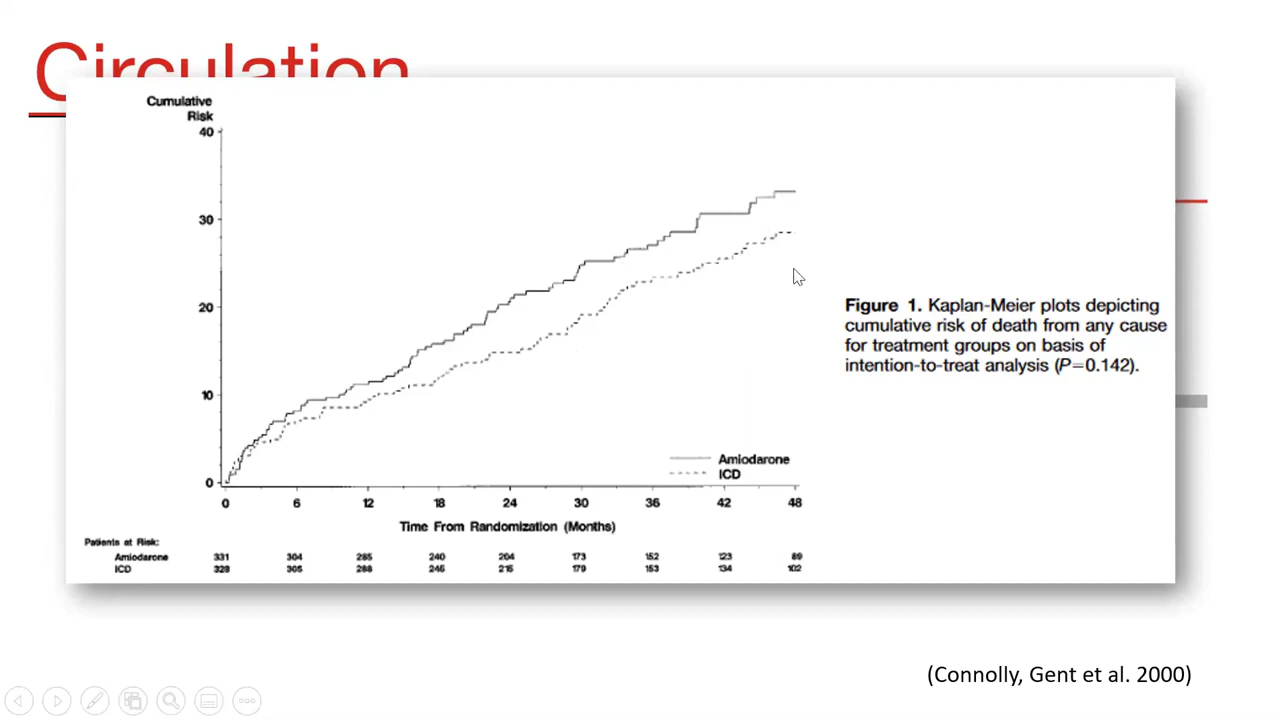 Circulation
Cumulative
Risk
40
30
20
10
0
0 6 12 18 24 30 36 42 48
Amiodarone
ICD
Time From Randomization (Months)
Patients at Risk:
Amiodarone 331 304 285 240 204 173 152 123 89
ICD 329 305 288 246 216 179 153 134 102
Figure 1. Kaplan-Meier plots depicting
cumulative risk of death from any cause
for treatment groups on basis of
intention-to-treat analysis (P=0.142).
(Connolly, Gent et al. 2000)